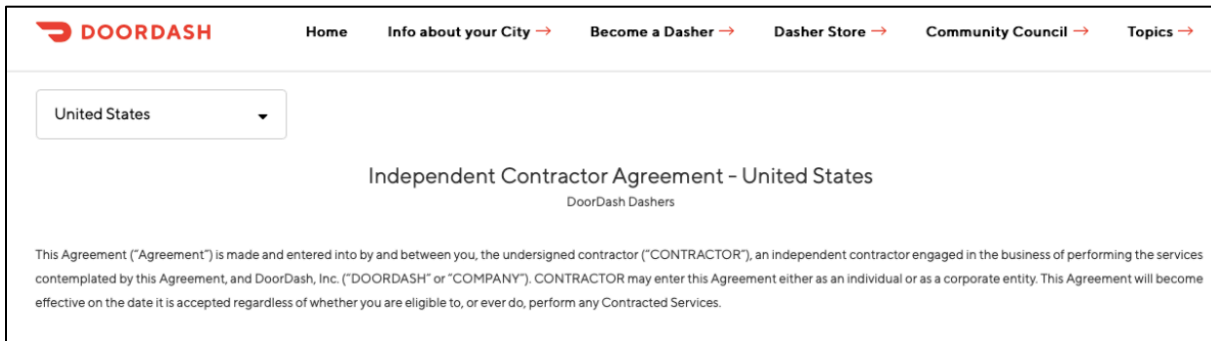 DOORDASH Home Info about your City → Become a Dasher → Dasher Store → Community Council → Topics →
United States
Independent Contractor Agreement - United States
DoorDash Dashers
This Agreement ("Agreement") is made and entered into by and between you, the undersigned contractor ("CONTRACTOR"), an independent contractor engaged in the business of performing the services
contemplated by this Agreement, and DoorDash, Inc. ("DOORDASH" or "COMPANY"). CONTRACTOR may enter this Agreement either as an individual or as a corporate entity. This Agreement will become
effective on the date it is accepted regardless of whether you are eligible to, or ever do, perform any Contracted Services.